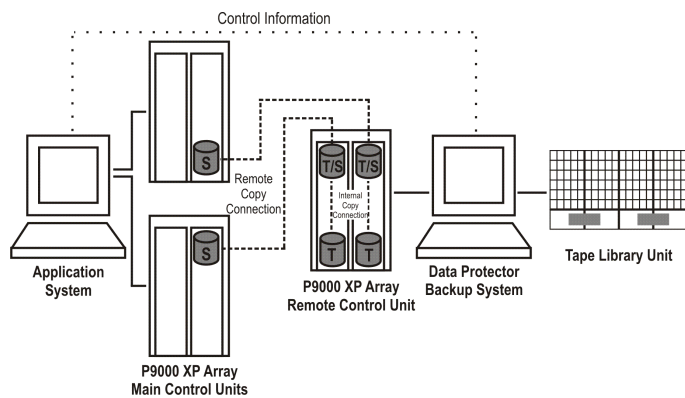 Control Information
S
Remote
Copy
Connection
S
T/S
T/S
Internal
Copy
Connection
T
T
Application
System
P9000 XP Array
Main Control Units
P9000 XP Array
Remote Control Unit
Data Protector
Backup System
Tape Library Unit